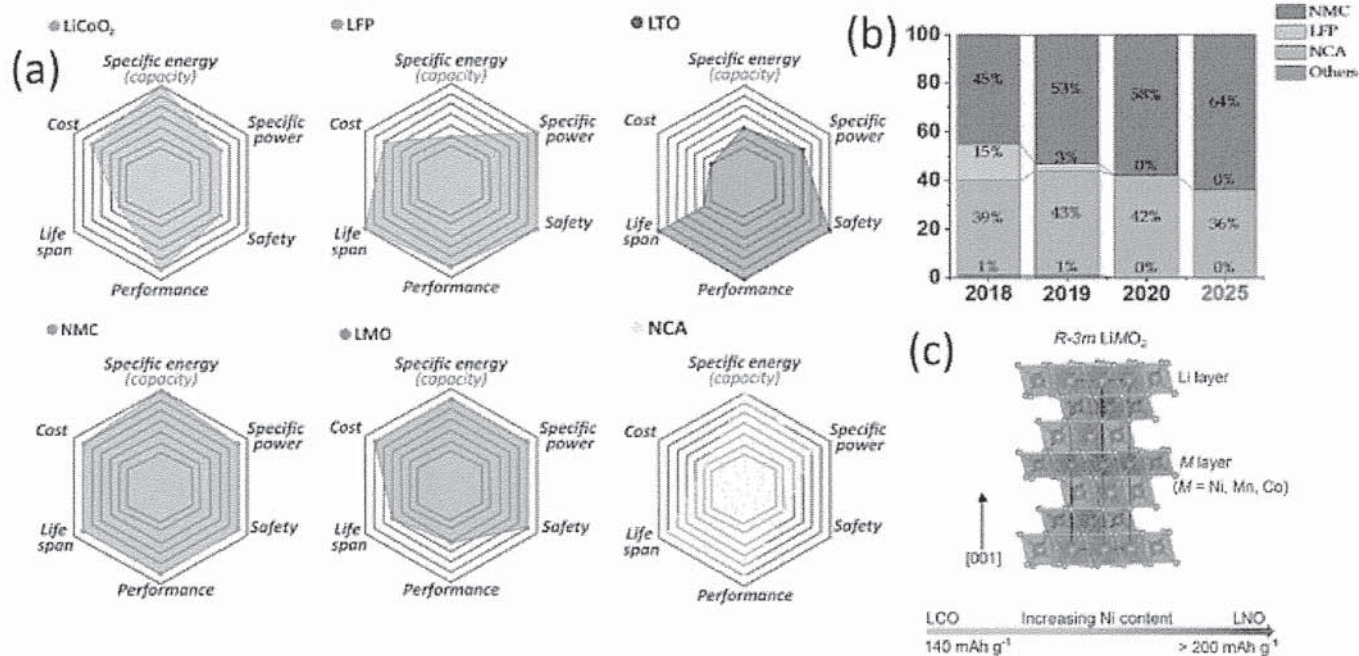 (a)
LiCoO₂
Specific energy
(capacity)
Cost
Specific
power
Life
span
Safety
Performance
LFP
Specific energy
(capacity)
Cost
Specific
power
Life
span
Safety
Performance
LTO
Specific energy
(capacity)
Cost
Specific
power
Life
span
Safety
Performance
NMC
Specific energy
(capacity)
Cost
Specific
power
Life
span
Safety
Performance
LMO
Specific energy
(capacity)
Cost
Specific
power
Life
span
Safety
Performance
NCA
Specific energy
(capacity)
Cost
Specific
power
Life
span
Safety
Performance
(b)
NMC
LFP
NCA
Others
100
80
60
40
20
0
45%
53%
58%
64%
15%
3%
0%
0%
39%
43%
42%
36%
1%
1%
0%
0%
2018
2019
2020
2025
(c)
R-3m LiMO₂
Li layer
M layer
(M = Ni, Mn, Co)
[001]
LCO Increasing Ni content LNO
140 mAh g⁻¹ > 200 mAh g⁻¹